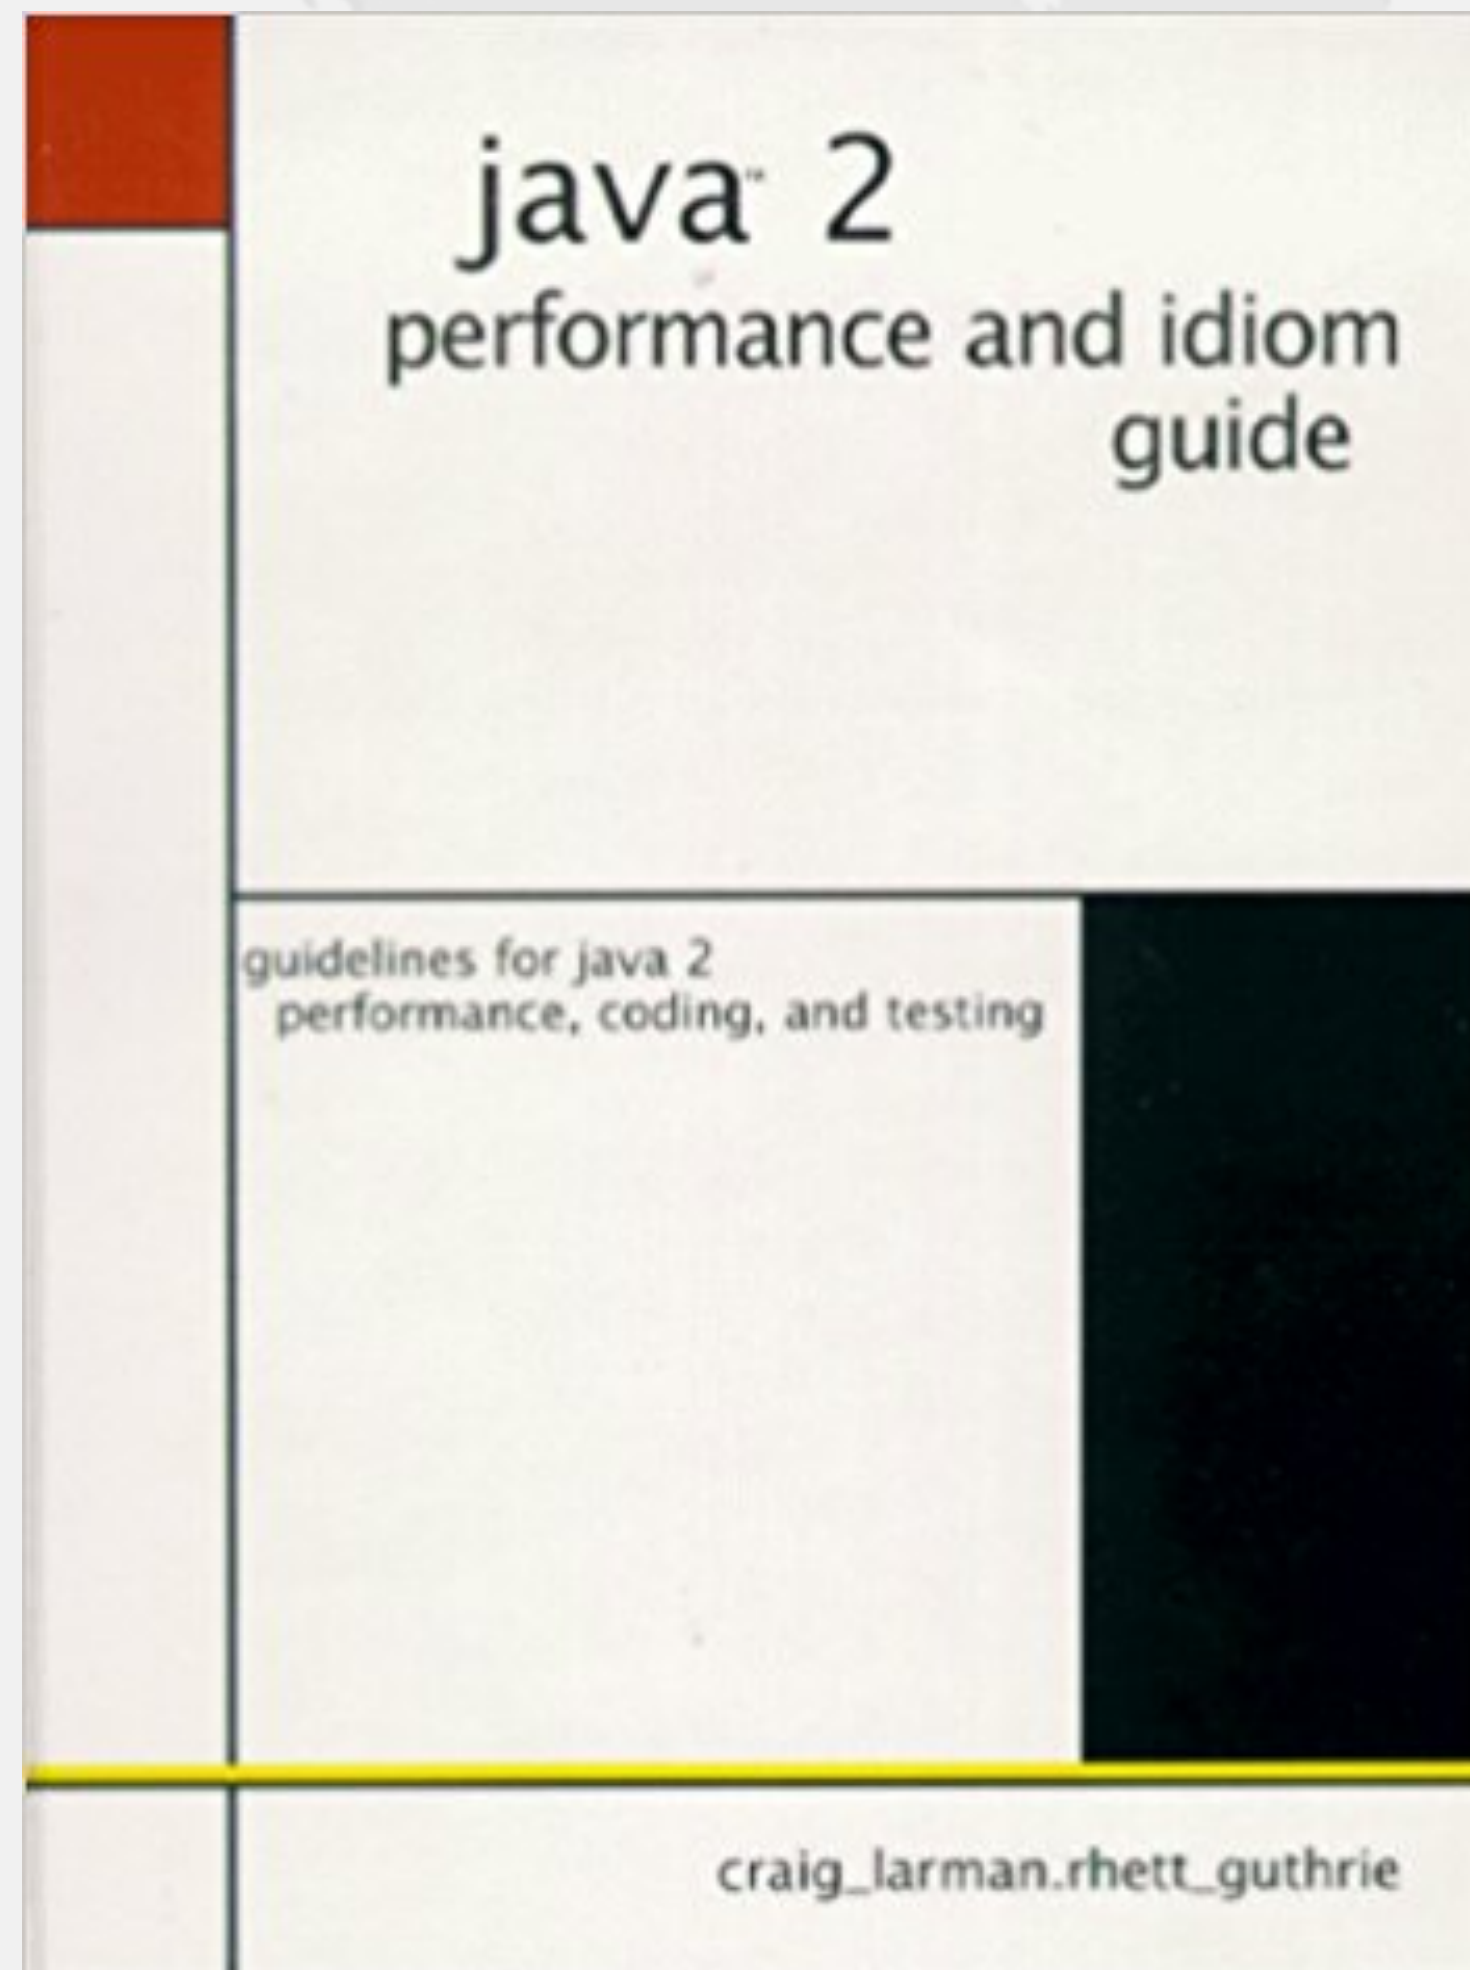 java™ 2
performance and idiom
guide
guidelines for java 2
performance, coding, and testing
craig_larman.rhett_guthrie